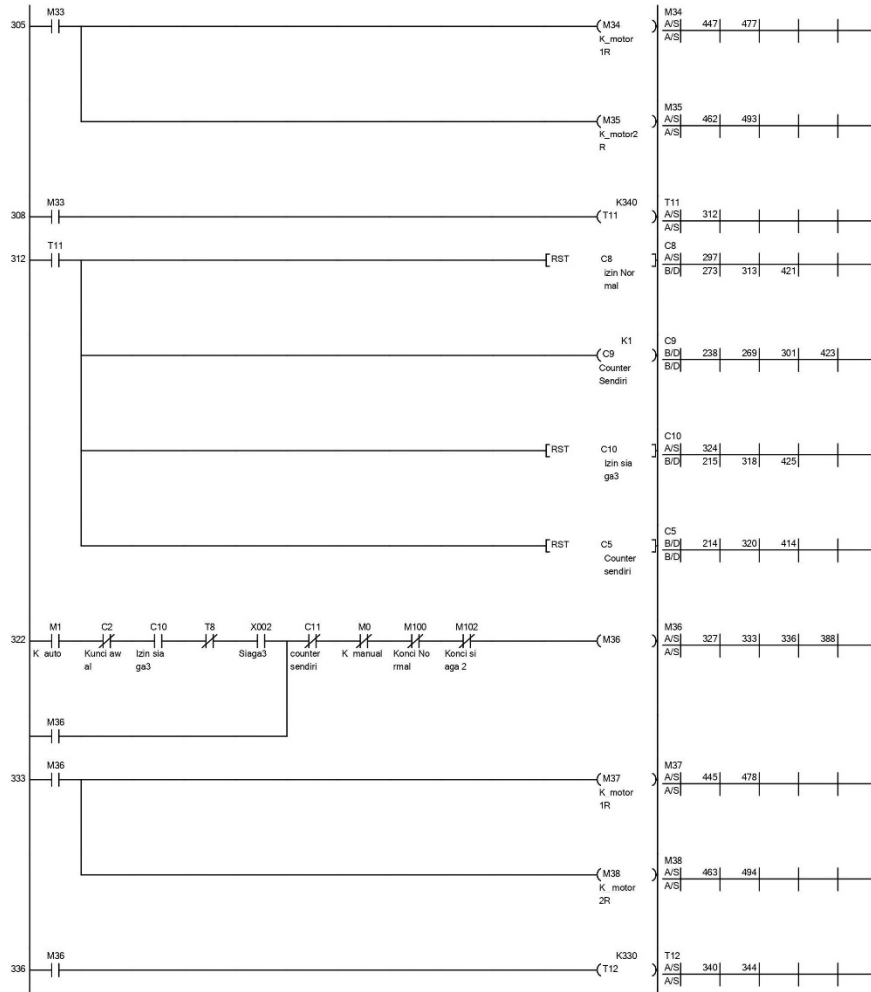 M33 M34
305 (M34 ) A/S 447 477
K_motor A/S
1R
M35
(M35 ) A/S 462 493
K_motor2 A/S
R
M33 K340 T11
308 (T11 ) A/S 312
A/S
T11 C8
312 [RST C8 ] A/S 297
izin Nor B/D 273 313 421
mal
K1 C9
(C9 ) B/D 238 269 301 423
Counter B/D
Sendiri
C10
[RST C10 ] A/S 324
Izin sia B/D 215 318 425
ga3
C5
[RST C5 ] B/D 214 320 414
Counter B/D
sendiri
M1 C2 C10 T8 X002 C11 M0 M100 M102 M36
322 (M36 ) A/S 327 333 336 388
K_auto Kunci aw Izin sia Siaga3 counter K_manual Konci No Konci si A/S
al ga3 sendiri rmal aga 2
M36
M36 M37
333 (M37 ) A/S 445 478
K_motor A/S
1R
M38
(M38 ) A/S 463 494
K_motor A/S
2R
M36 K330 T12
336 (T12 ) A/S 340 344
A/S